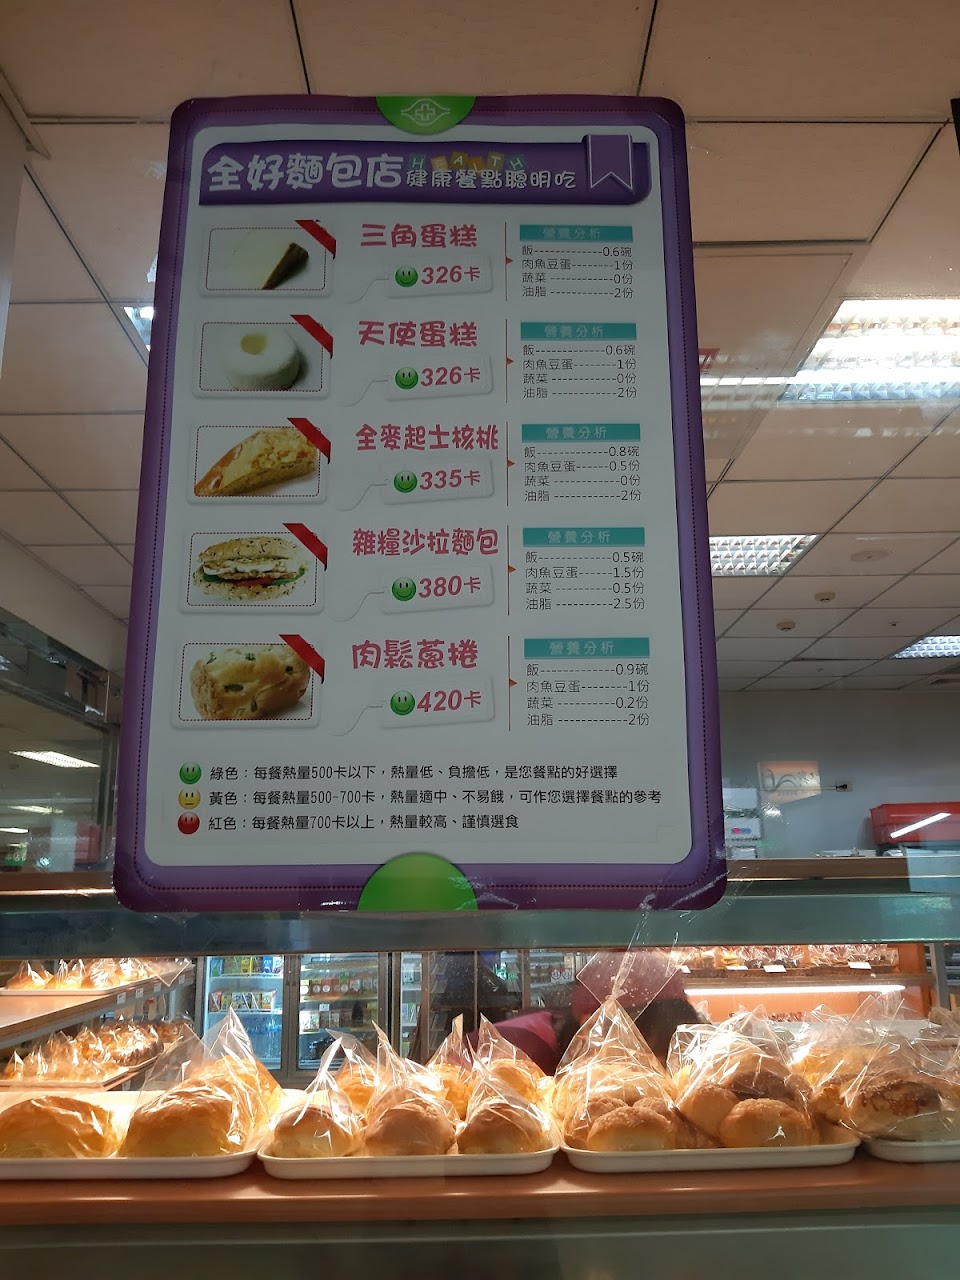 全好麵包店 HEALTH 健康餐點聰明吃
三角蛋糕
326卡
營養分析
飯-------------0.6碗
肉魚豆蛋--------1份
蔬菜 ------------0份
油脂 ------------2份
天使蛋糕
326卡
營養分析
飯-------------0.6碗
肉魚豆蛋--------1份
蔬菜 ------------0份
油脂 ------------2份
全麥起士核桃
335卡
營養分析
飯-------------0.8碗
肉魚豆蛋------0.5份
蔬菜 ------------0份
油脂 ------------2份
雜糧沙拉麵包
380卡
營養分析
飯-------------0.5碗
肉魚豆蛋------1.5份
蔬菜 ----------0.5份
油脂 ----------2.5份
肉鬆蔥捲
420卡
營養分析
飯-------------0.9碗
肉魚豆蛋--------1份
蔬菜 ----------0.2份
油脂 ------------2份
綠色：每餐熱量500卡以下，熱量低、負擔低，是您餐點的好選擇
黃色：每餐熱量500-700卡，熱量適中、不易餓，可作您選擇餐點的參考
紅色：每餐熱量700卡以上，熱量較高、謹慎選食